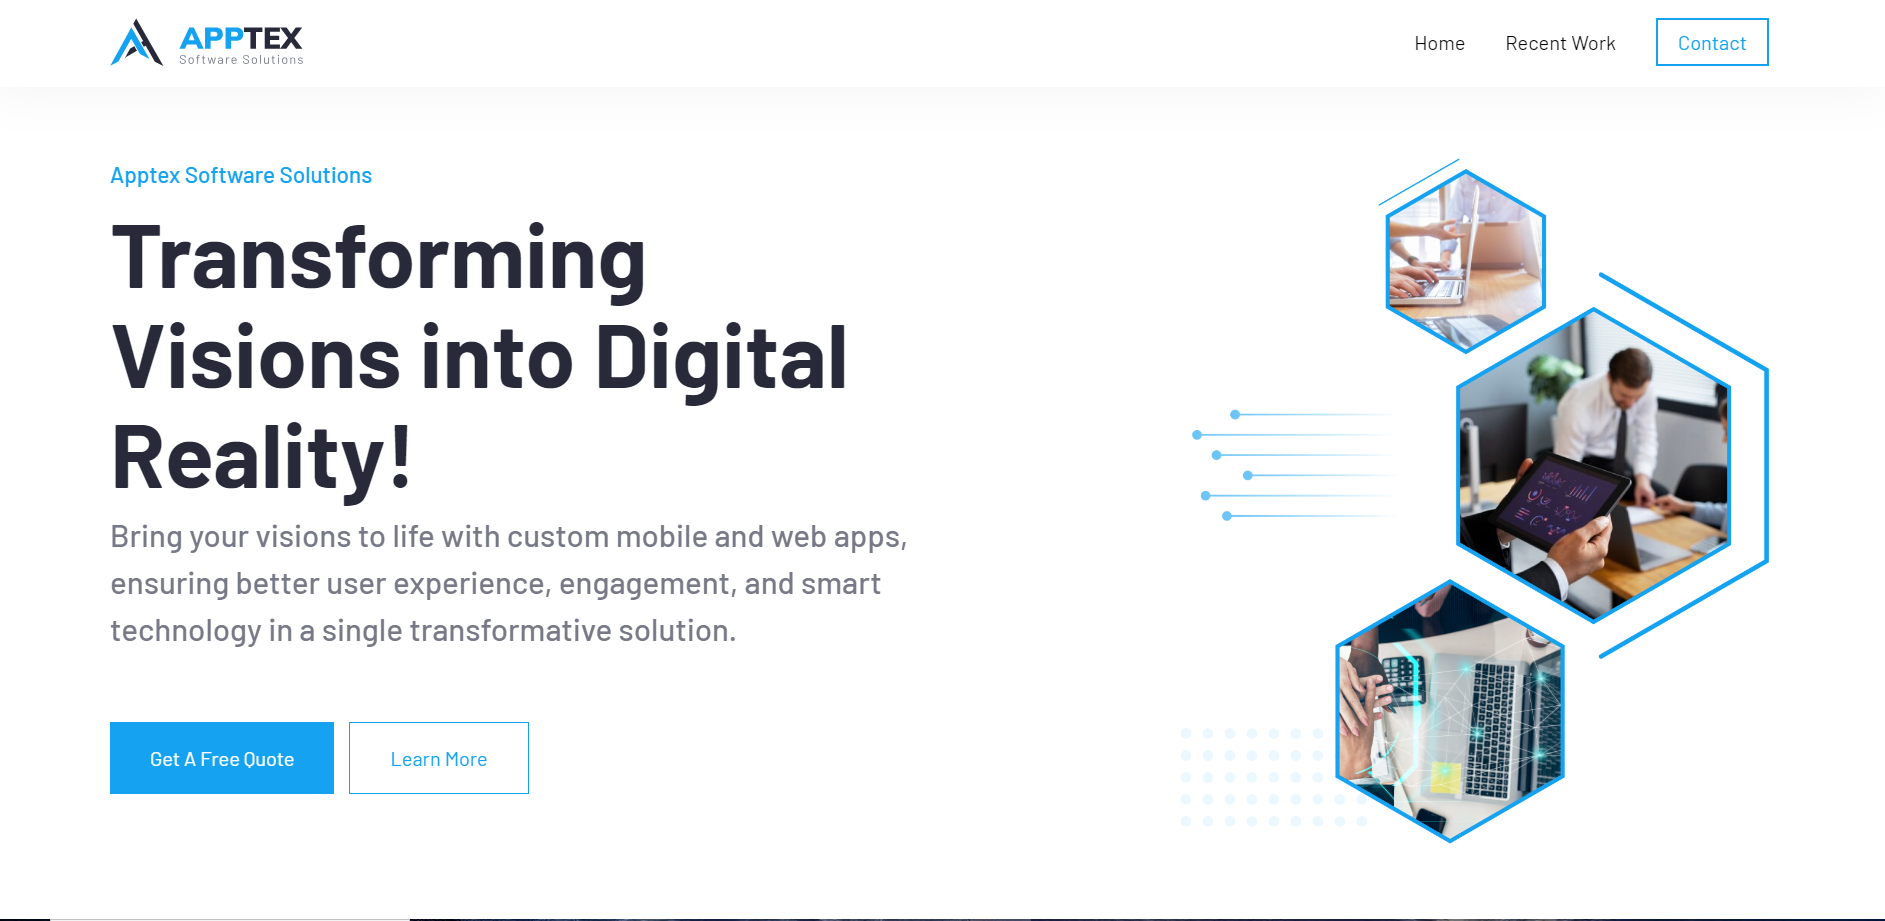 APPTEX
Software Solutions
Home
Recent Work
Contact
Apptex Software Solutions
Transforming
Visions into Digital
Reality!
Bring your visions to life with custom mobile and web apps,
ensuring better user experience, engagement, and smart
technology in a single transformative solution.
Get A Free Quote
Learn More